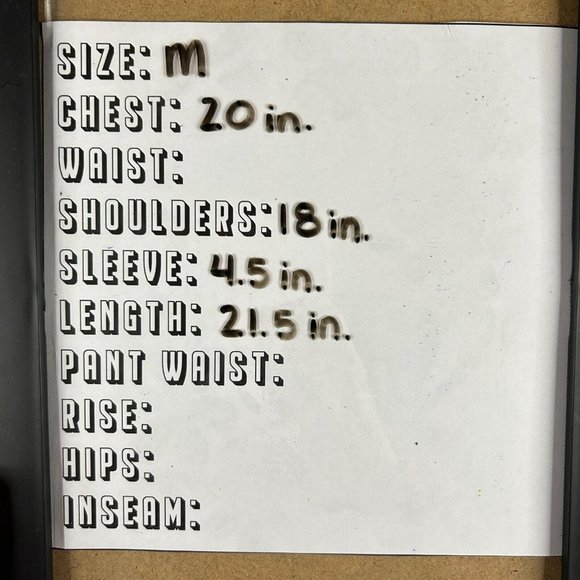 SIZE: M
CHEST: 20 in.
WAIST:
SHOULDERS: 18 in.
SLEEVE: 4.5 in.
LENGTH: 21.5 in.
PANT WAIST:
RISE:
HIPS:
INSEAM: